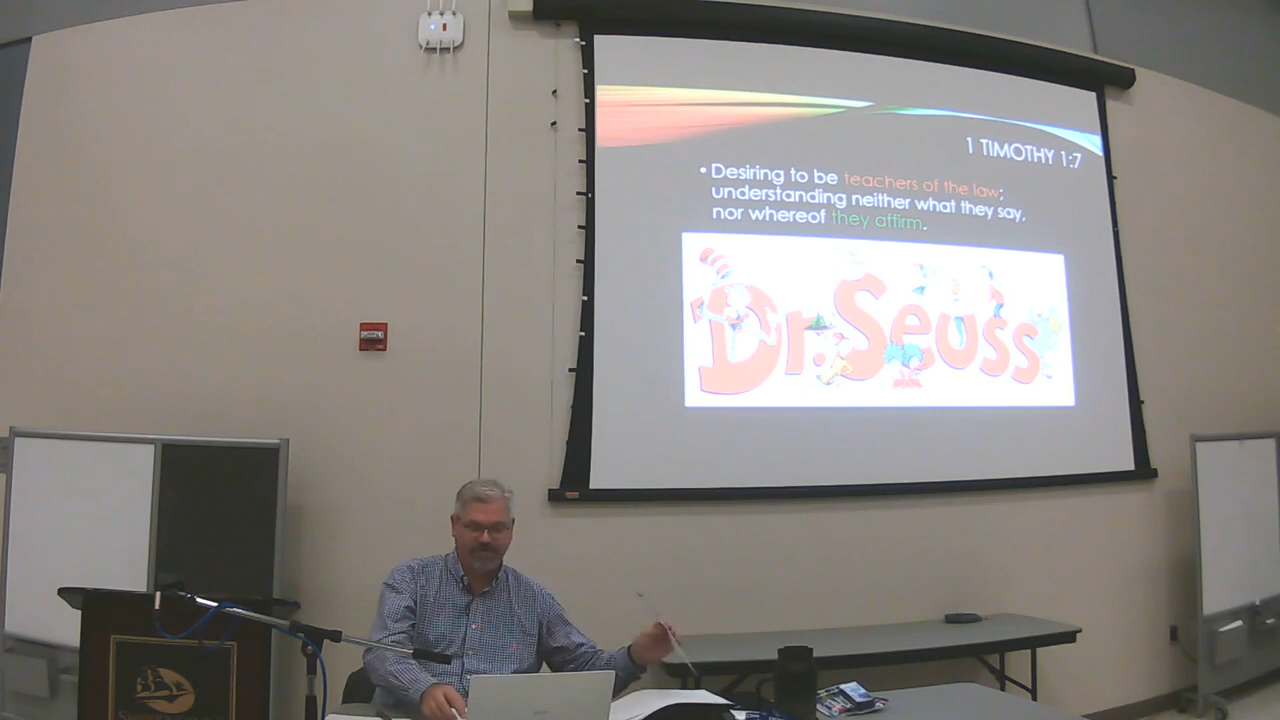 1 TIMOTHY 1:7
• Desiring to be teachers of the law;
understanding neither what they say,
nor whereof they affirm.
Dr. Seuss